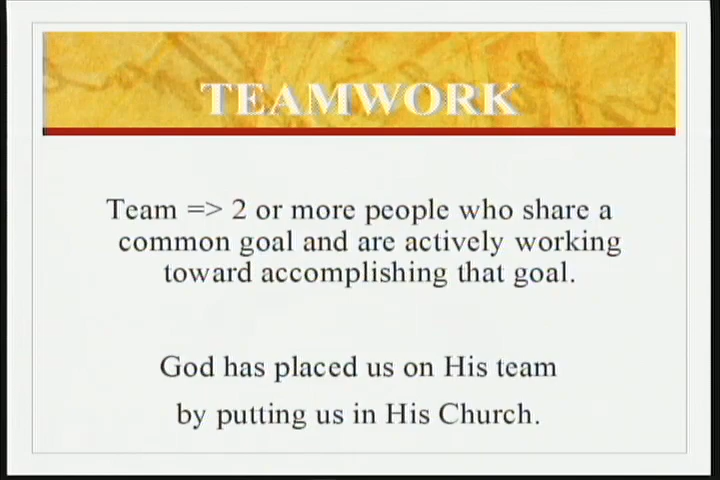 TEAMWORK
Team => 2 or more people who share a
common goal and are actively working
toward accomplishing that goal.
God has placed us on His team
by putting us in His Church.